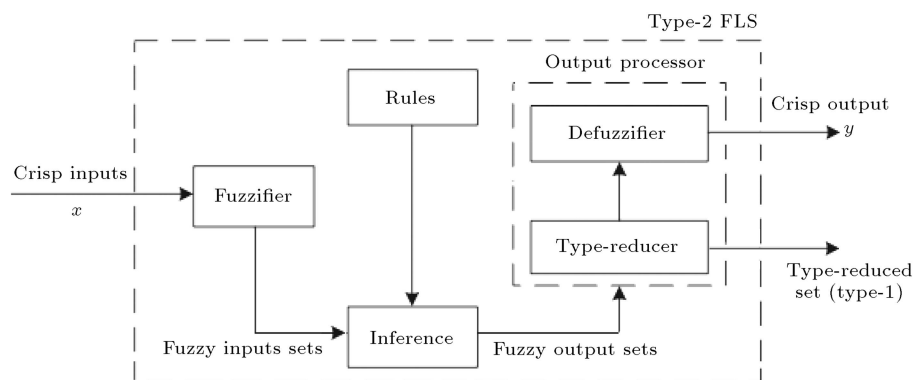 Type-2 FLS
Output processor
Rules
Defuzzifier
Crisp output
y
Crisp inputs
x
Fuzzifier
Type-reducer
Type-reduced
set (type-1)
Inference
Fuzzy inputs sets
Fuzzy output sets